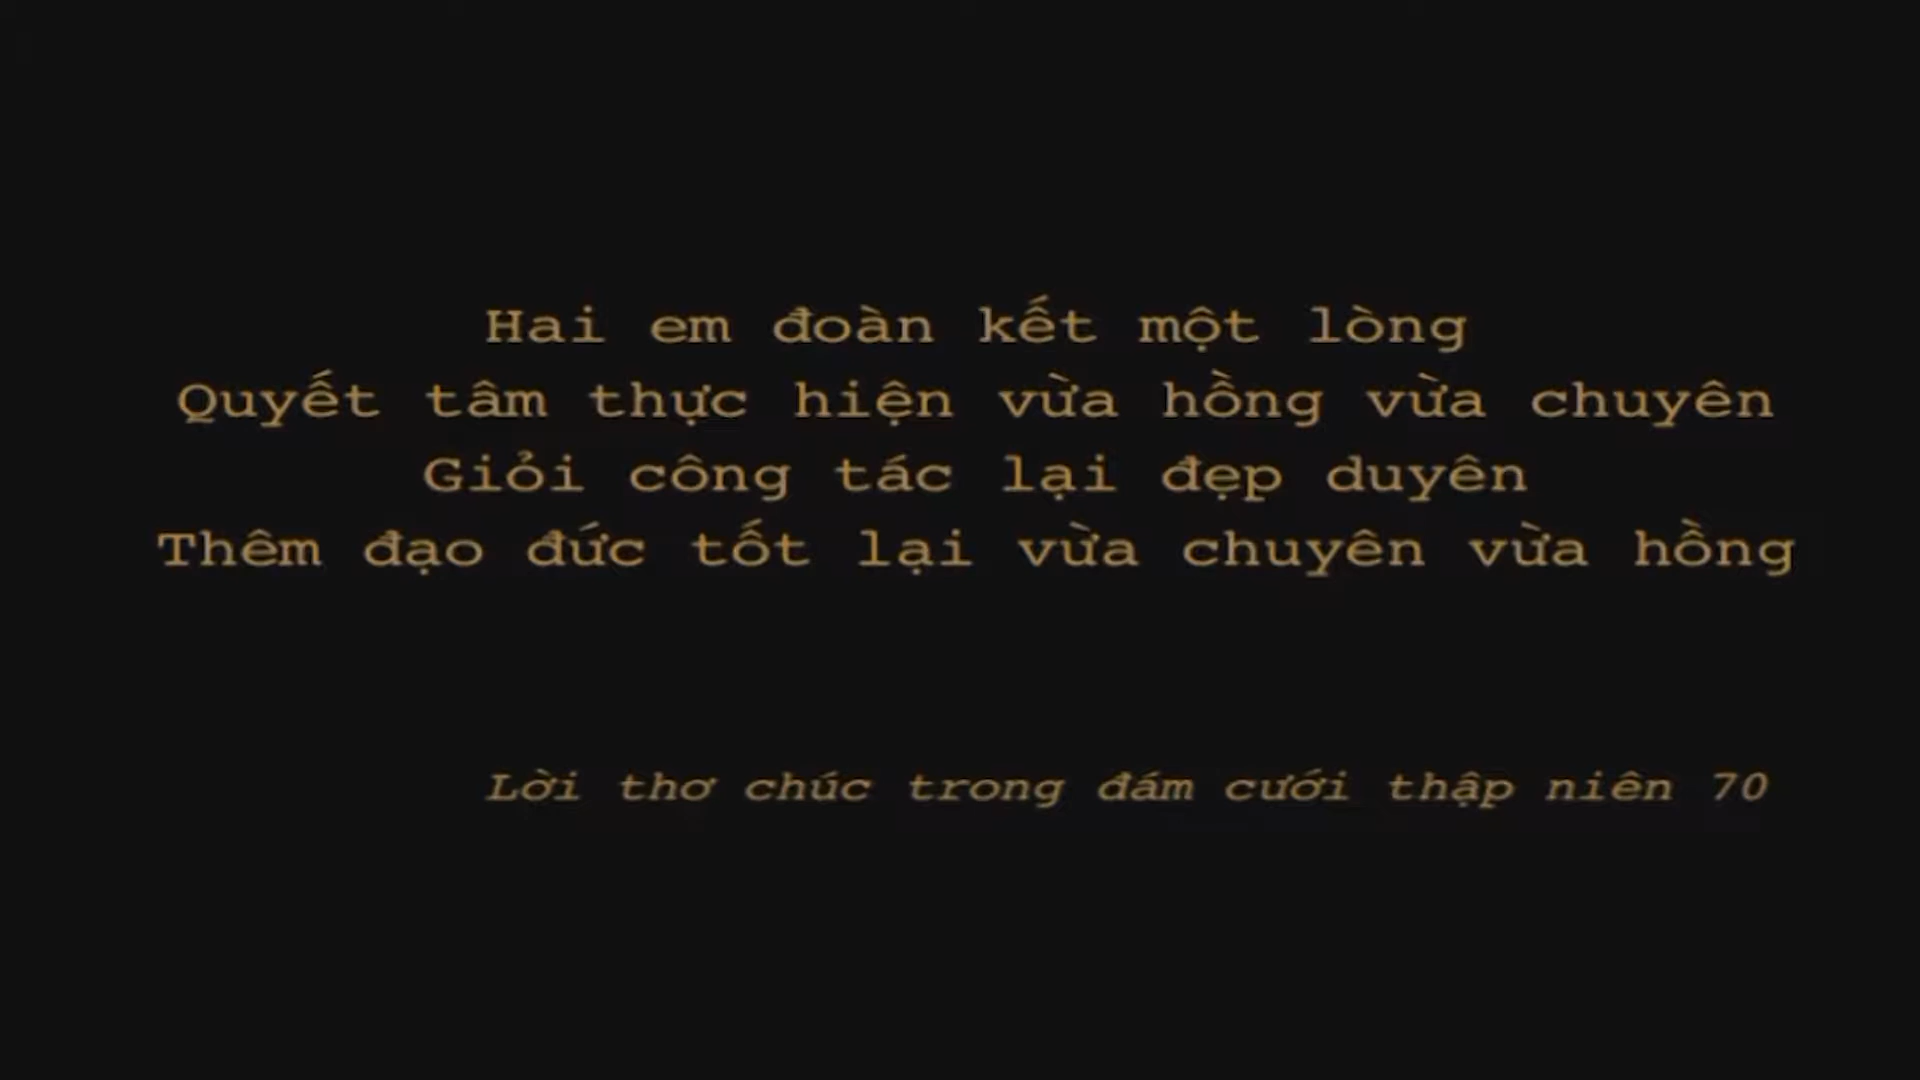 Hai em đoàn kết một lòng
Quyết tâm thực hiện vừa hồng vừa chuyên
Giỏi công tác lại đẹp duyên
Thêm đạo đức tốt lại vừa chuyên vừa hồng
Lời thơ chúc trong đám cưới thập niên 70